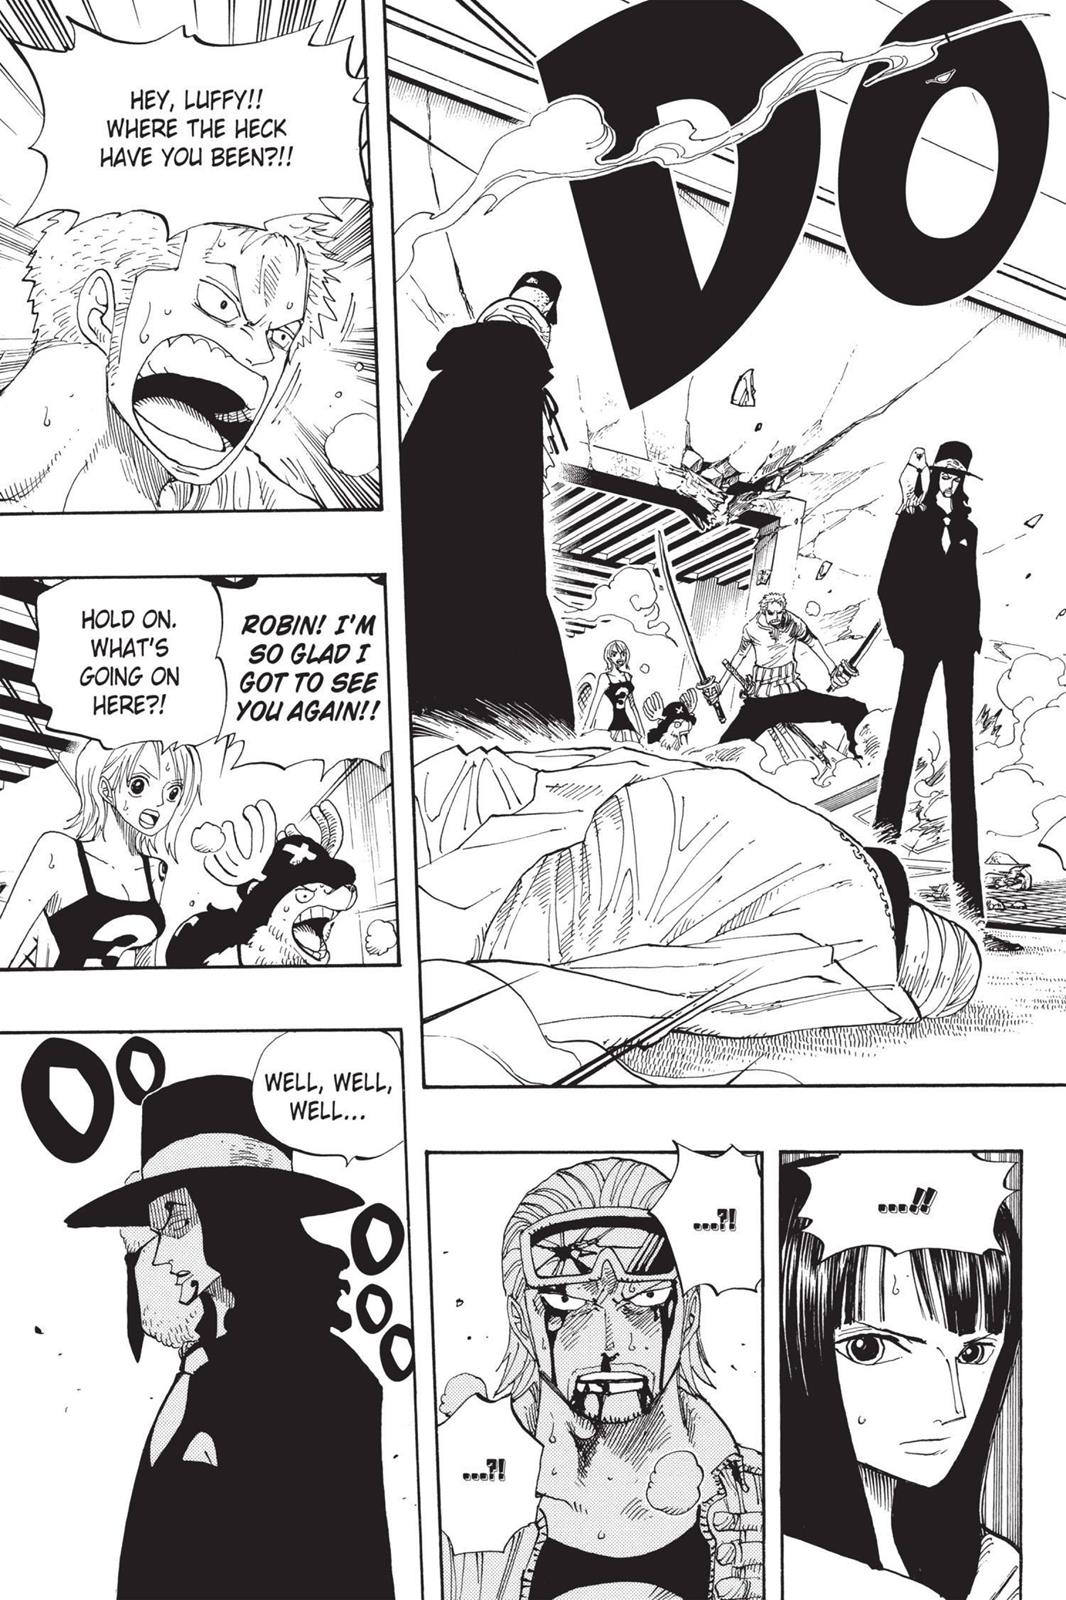 DO
HEY, LUFFY!!
WHERE THE HECK
HAVE YOU BEEN?!!
ROBIN! I'M
SO GLAD I
GOT TO SEE
YOU AGAIN!!
HOLD ON.
WHAT'S
GOING ON
HERE?!
...!!
...?!
...?!
WELL, WELL,
WELL...
OO
OOO